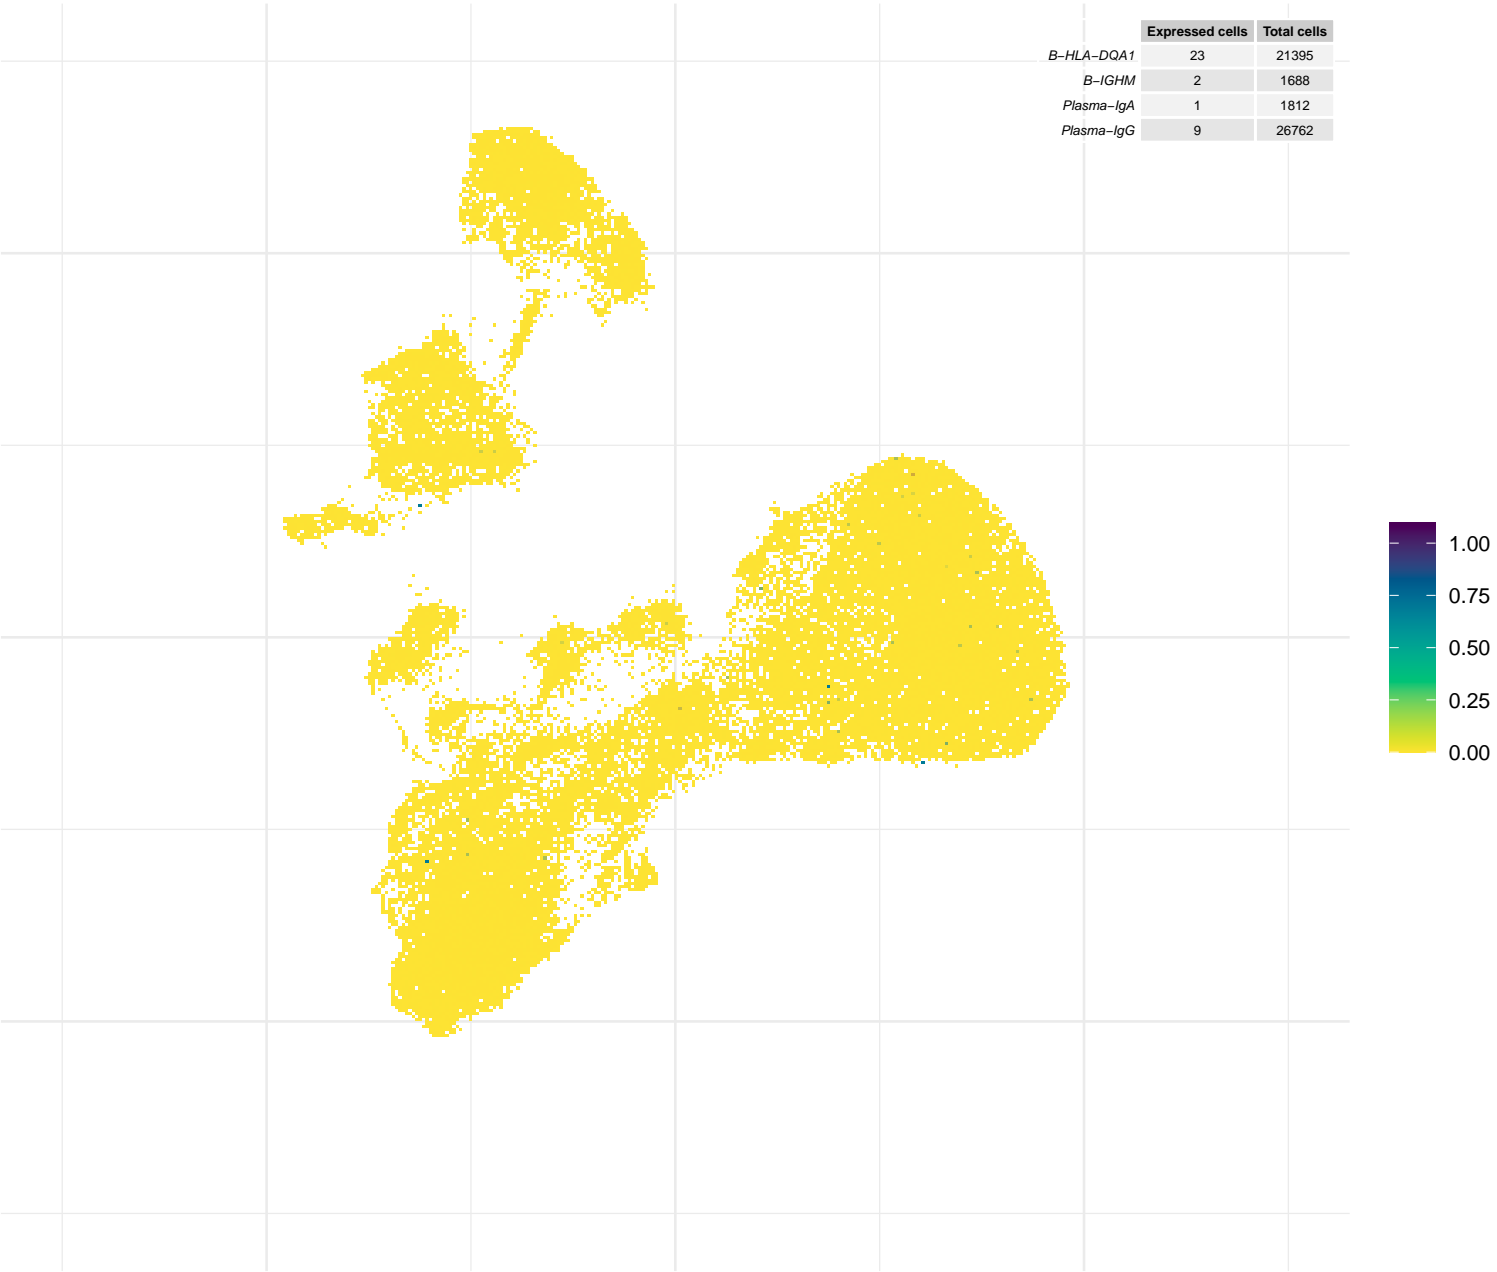 Expressed cells Total cells
B−HLA−DQA1 23 21395
B−IGHM 2 1688
Plasma−IgA 1 1812
Plasma−IgG 9 26762
1.00
0.75
0.50
0.25
0.00